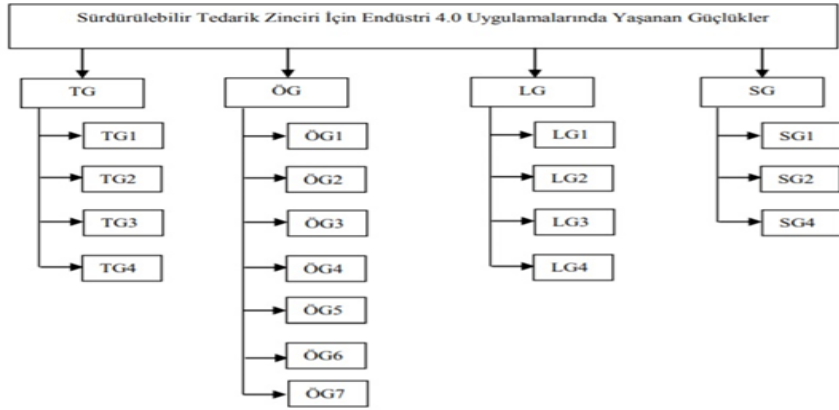 Sürdürülebilir Tedarik Zinciri İçin Endüstri 4.0 Uygulamalarında Yaşanan Güçlükler
TG
TG1
TG2
TG3
TG4
ÖG
ÖG1
ÖG2
ÖG3
ÖG4
ÖG5
ÖG6
ÖG7
LG
LG1
LG2
LG3
LG4
SG
SG1
SG2
SG4